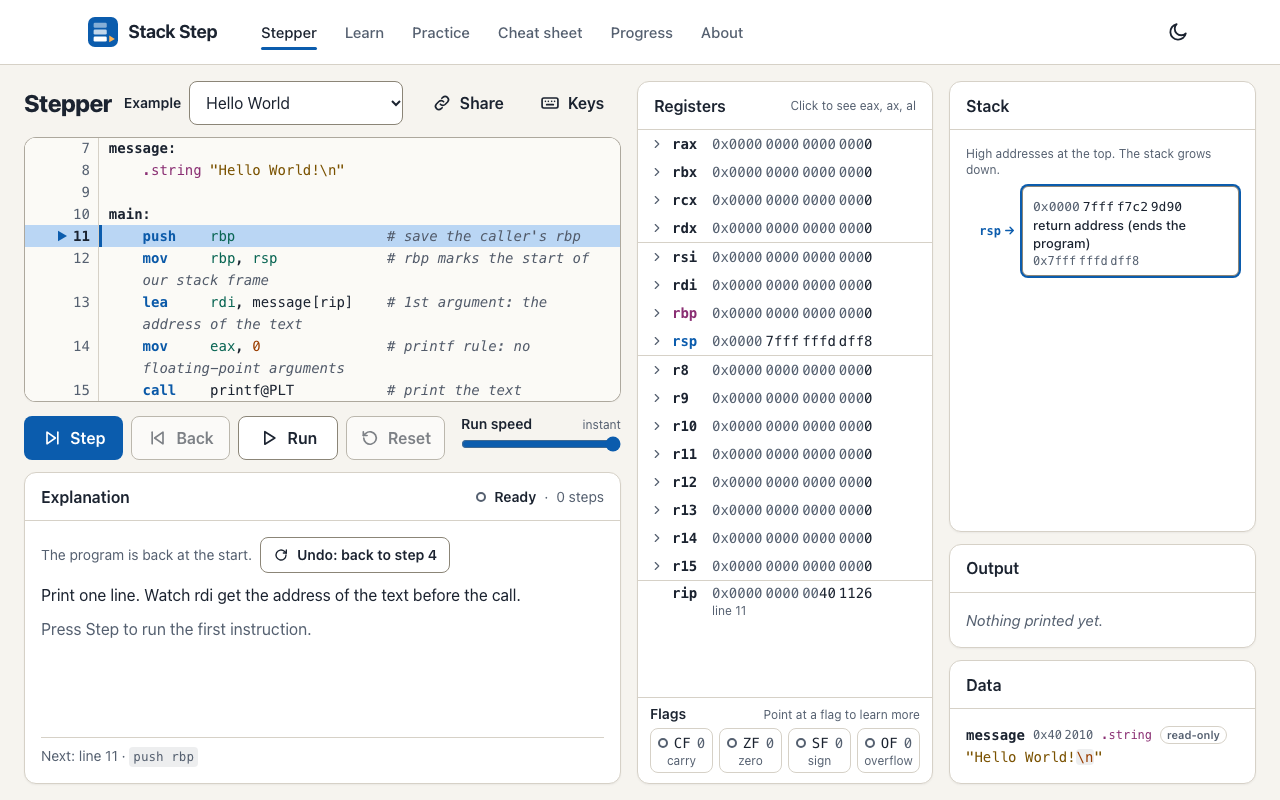 Stack Step
Stepper
Learn
Practice
Cheat sheet
Progress
About
Stepper
Example
Hello World
Share
Keys
7 message:
8 .string "Hello World!\n"
9
10 main:
11 push rbp # save the caller's rbp
12 mov rbp, rsp # rbp marks the start of
our stack frame
13 lea rdi, message[rip] # 1st argument: the
address of the text
14 mov eax, 0 # printf rule: no
floating-point arguments
15 call printf@PLT # print the text
Step
Back
Run
Reset
Run speed
instant
Explanation
Ready · 0 steps
The program is back at the start.
Undo: back to step 4
Print one line. Watch rdi get the address of the text before the call.
Press Step to run the first instruction.
Next: line 11 · push rbp
Registers
Click to see eax, ax, al
rax 0x0000 0000 0000 0000
rbx 0x0000 0000 0000 0000
rcx 0x0000 0000 0000 0000
rdx 0x0000 0000 0000 0000
rsi 0x0000 0000 0000 0000
rdi 0x0000 0000 0000 0000
rbp 0x0000 0000 0000 0000
rsp 0x0000 7fff fffd dff8
r8 0x0000 0000 0000 0000
r9 0x0000 0000 0000 0000
r10 0x0000 0000 0000 0000
r11 0x0000 0000 0000 0000
r12 0x0000 0000 0000 0000
r13 0x0000 0000 0000 0000
r14 0x0000 0000 0000 0000
r15 0x0000 0000 0000 0000
rip 0x0000 0000 0040 1126
line 11
Flags
Point at a flag to learn more
CF 0
carry
ZF 0
zero
SF 0
sign
OF 0
overflow
Stack
High addresses at the top. The stack grows
down.
rsp →
0x0000 7fff f7c2 9d90
return address (ends the
program)
0x7fff fffd dff8
Output
Nothing printed yet.
Data
message 0x40 2010 .string read-only
"Hello World!\n"